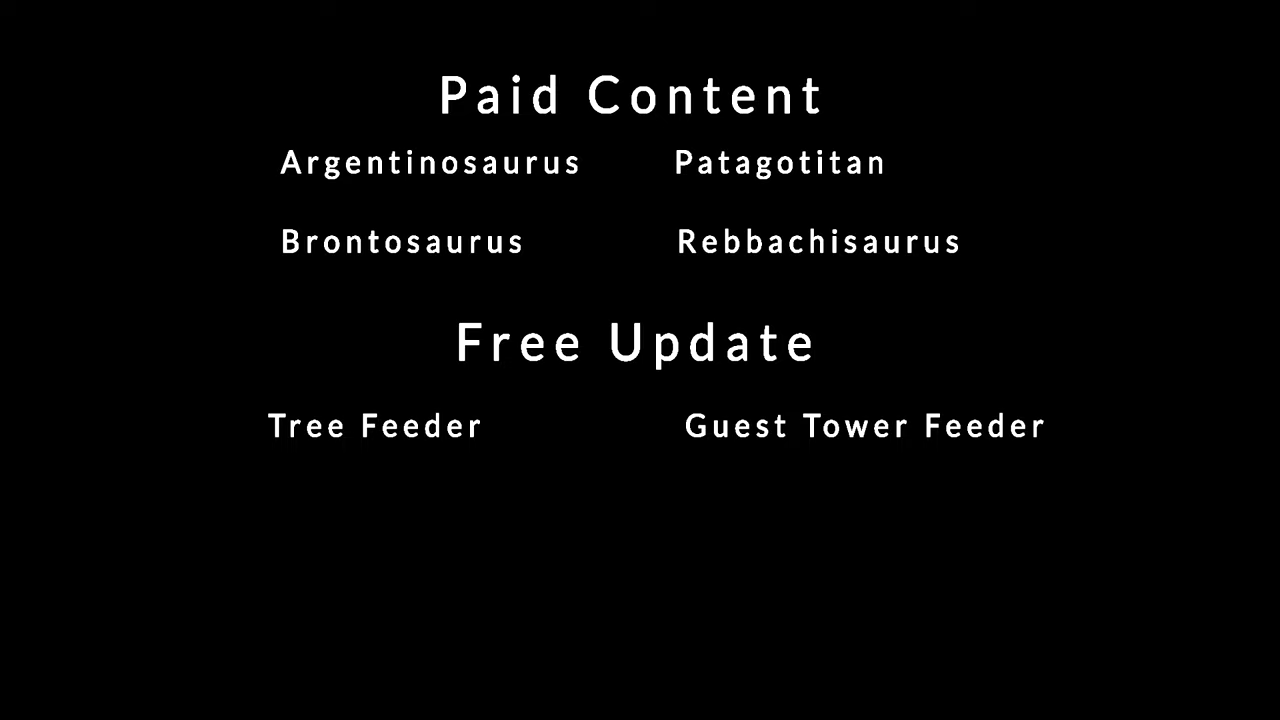 Paid Content
Argentinosaurus Patagotitan
Brontosaurus Rebbachisaurus
Free Update
Tree Feeder Guest Tower Feeder